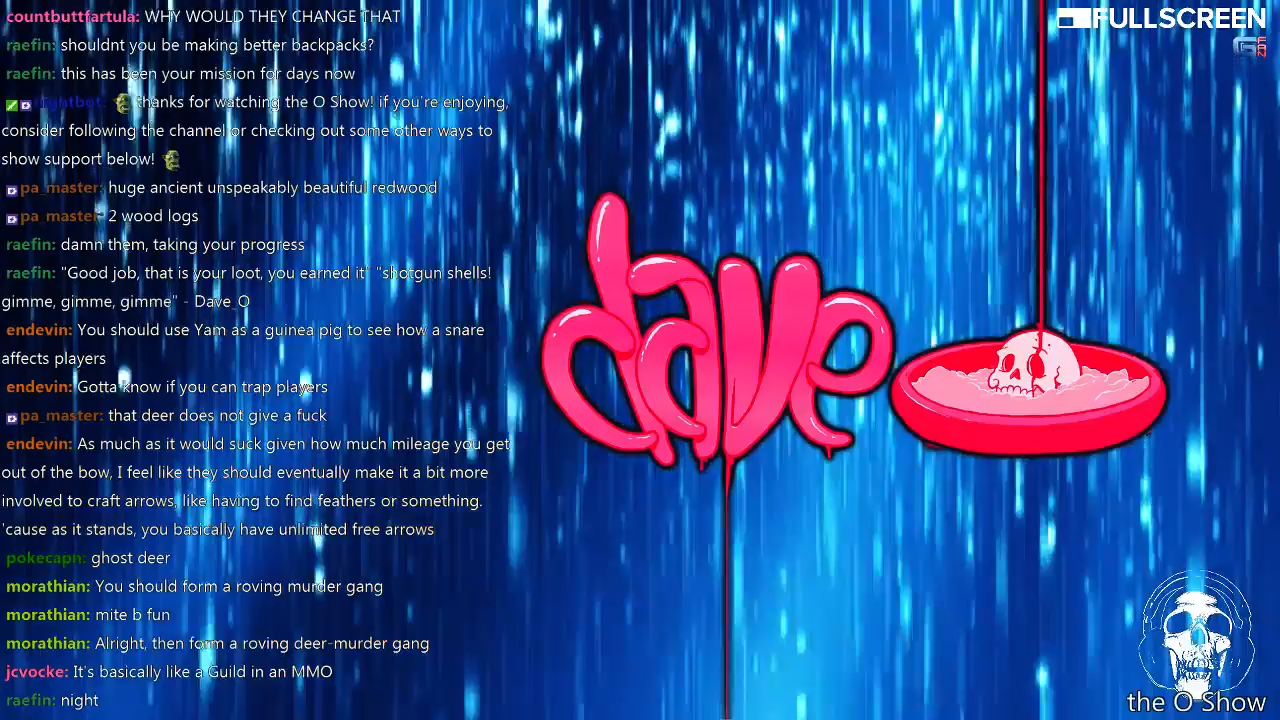 countbuttfartula: WHY WOULD THEY CHANGE THAT
raefin: shouldnt you be making better backpacks?
raefin: this has been your mission for days now
nightbot: thanks for watching the O Show! if you're enjoying,
consider following the channel or checking out some other ways to
show support below!
pa_master: huge ancient unspeakably beautiful redwood
pa_master: 2 wood logs
raefin: damn them, taking your progress
raefin: "Good job, that is your loot, you earned it" "shotgun shells!
gimme, gimme, gimme" - Dave_O
endevin: You should use Yam as a guinea pig to see how a snare
affects players
endevin: Gotta know if you can trap players
pa_master: that deer does not give a fuck
endevin: As much as it would suck given how much mileage you get
out of the bow, I feel like they should eventually make it a bit more
involved to craft arrows, like having to find feathers or something.
'cause as it stands, you basically have unlimited free arrows
pokecapn: ghost deer
morathian: You should form a roving murder gang
morathian: mite b fun
morathian: Alright, then form a roving deer-murder gang
jcvocke: It's basically like a Guild in an MMO
raefin: night
dave
FULLSCREEN
the O Show